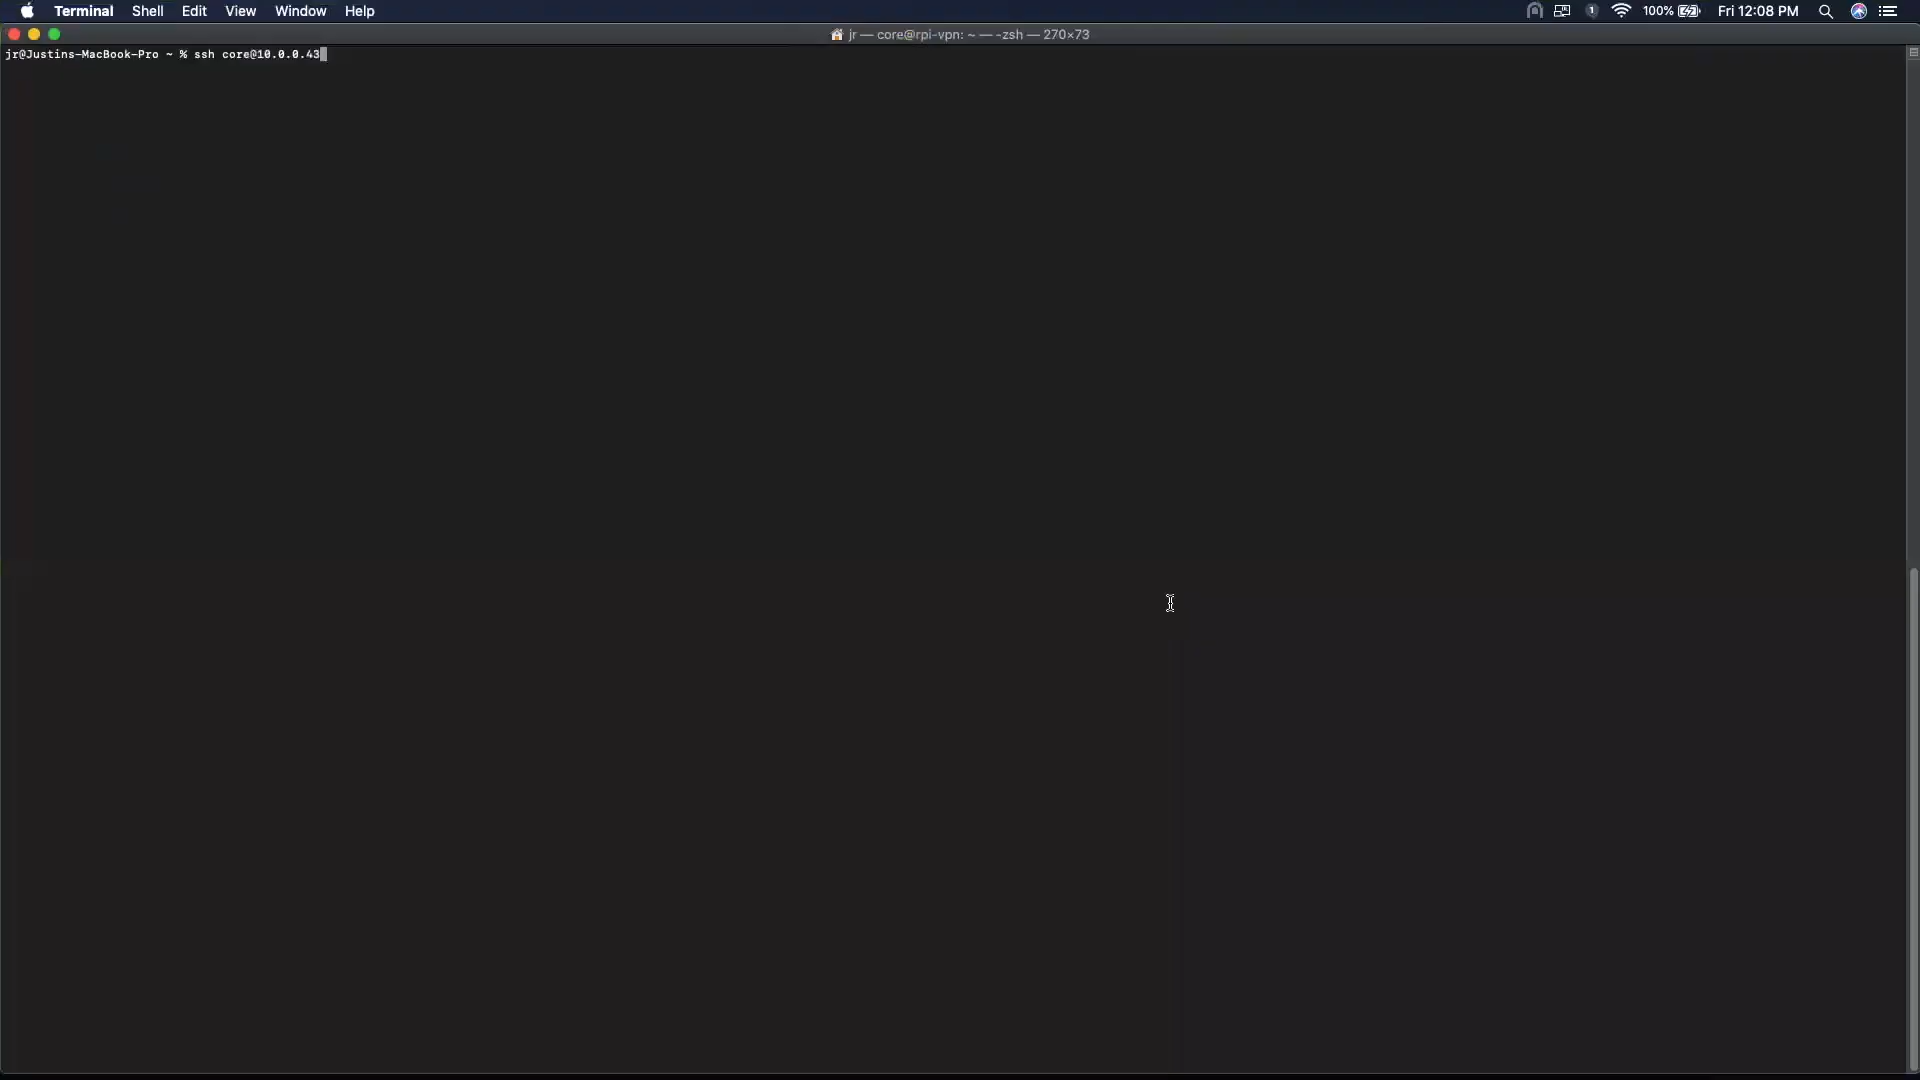 Terminal Shell Edit View Window Help 1 100% Fri 12:08 PM
jr — core@rpi-vpn: ~ — -zsh — 270×73
jr@Justins-MacBook-Pro ~ % ssh core@10.0.0.43